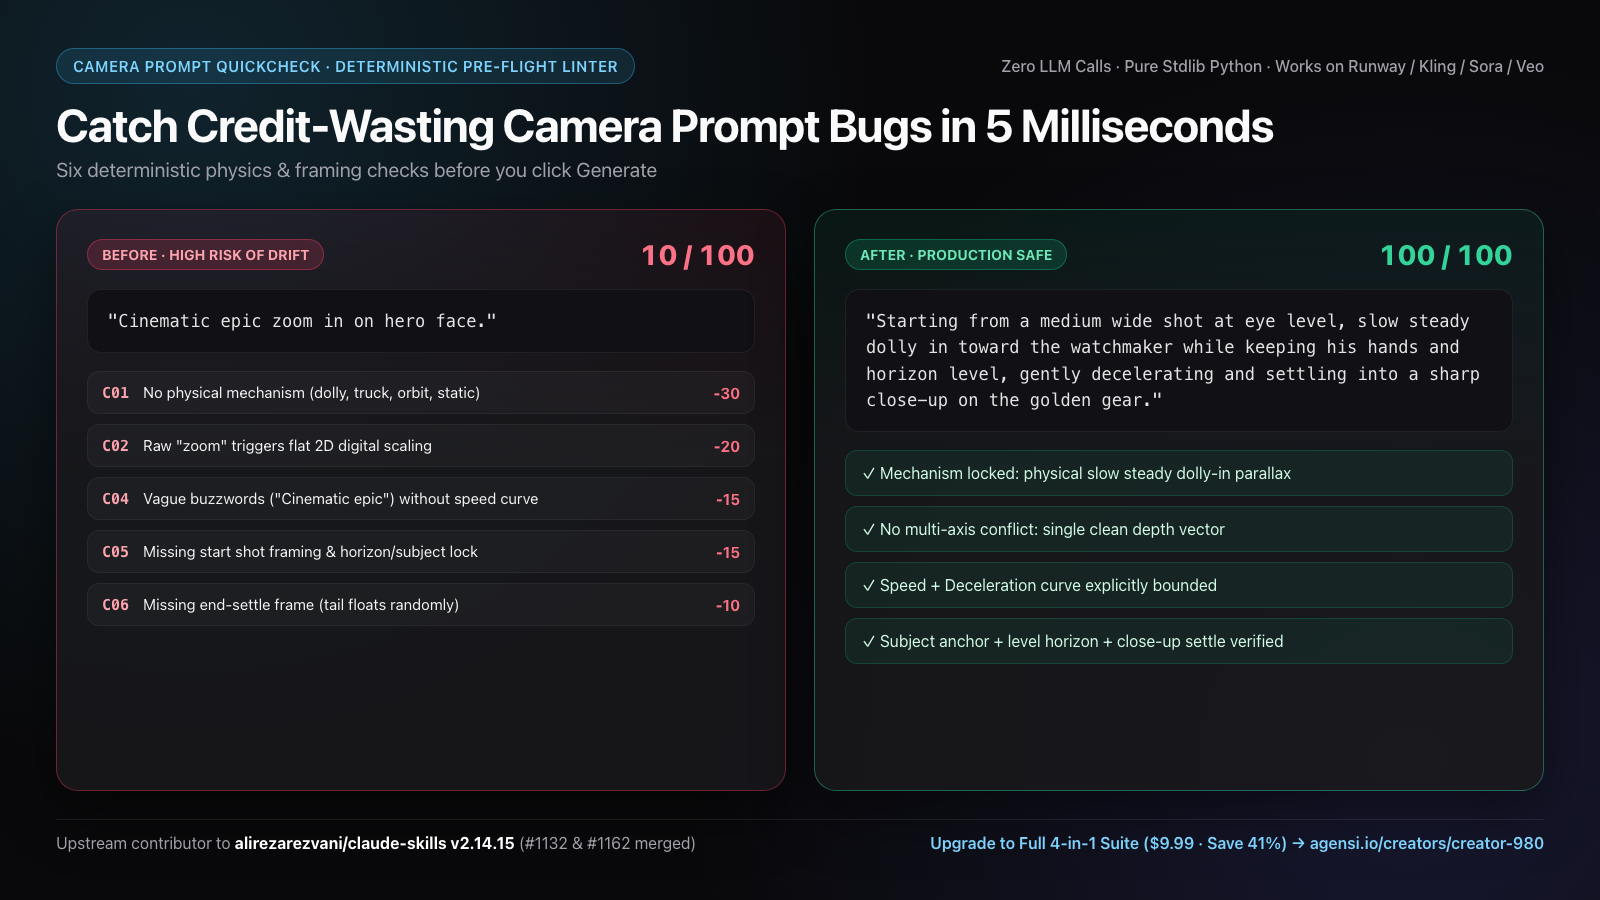 CAMERA PROMPT QUICKCHECK · DETERMINISTIC PRE-FLIGHT LINTER
Zero LLM Calls · Pure Stdlib Python · Works on Runway / Kling / Sora / Veo
Catch Credit-Wasting Camera Prompt Bugs in 5 Milliseconds
Six deterministic physics & framing checks before you click Generate
BEFORE · HIGH RISK OF DRIFT
10 / 100
"Cinematic epic zoom in on hero face."
C01 No physical mechanism (dolly, truck, orbit, static) -30
C02 Raw "zoom" triggers flat 2D digital scaling -20
C04 Vague buzzwords ("Cinematic epic") without speed curve -15
C05 Missing start shot framing & horizon/subject lock -15
C06 Missing end-settle frame (tail floats randomly) -10
AFTER · PRODUCTION SAFE
100 / 100
"Starting from a medium wide shot at eye level, slow steady
dolly in toward the watchmaker while keeping his hands and
horizon level, gently decelerating and settling into a sharp
close-up on the golden gear."
✓ Mechanism locked: physical slow steady dolly-in parallax
✓ No multi-axis conflict: single clean depth vector
✓ Speed + Deceleration curve explicitly bounded
✓ Subject anchor + level horizon + close-up settle verified
Upstream contributor to alirezarezvani/claude-skills v2.14.15 (#1132 & #1162 merged)
Upgrade to Full 4-in-1 Suite ($9.99 · Save 41%) → agensi.io/creators/creator-980